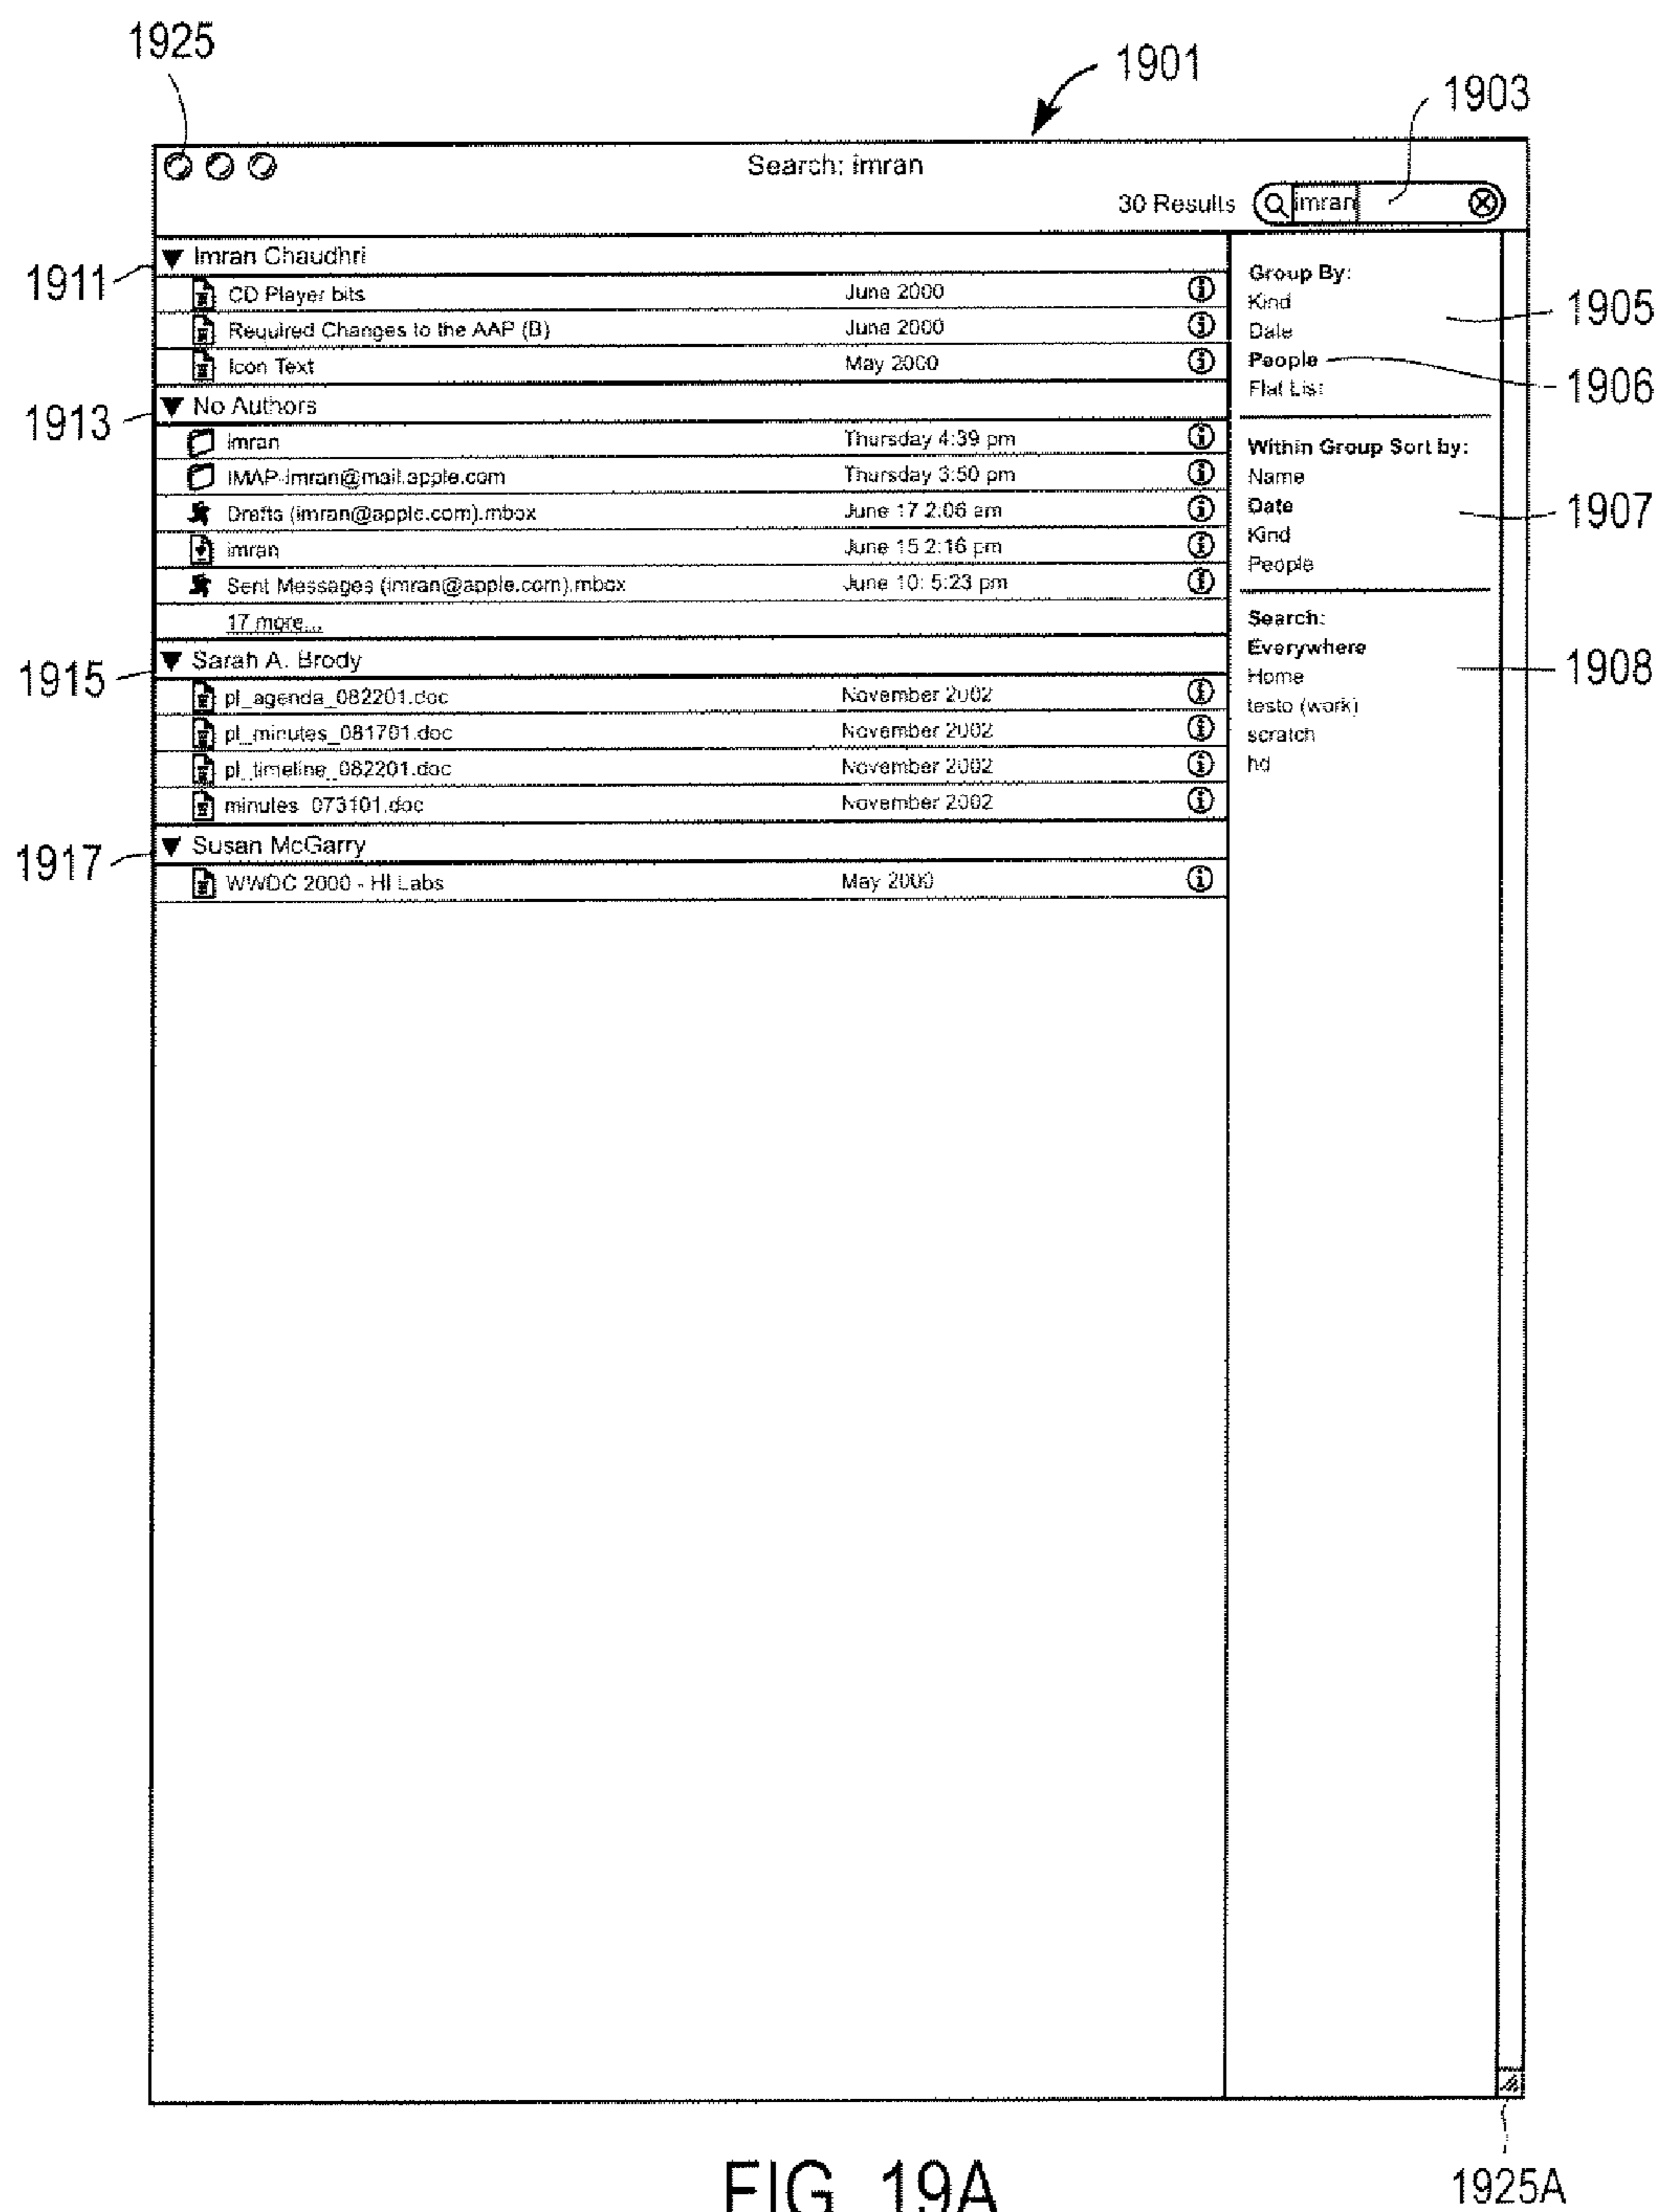 1925
1901
1903
Search: imran
30 Results imran
1911
Imran Chaudhri
CD Player bits June 2000
Required Changes to the AAP (B) June 2000
Icon Text May 2000
1913
No Authors
imran Thursday 4:39 pm
IMAP-imran@mail.apple.com Thursday 3:50 pm
Drafts (imran@apple.com).mbox June 17 2:06 am
imran June 15 2:16 pm
Sent Messages (imran@apple.com).mbox June 10: 5:23 pm
17 more...
1915
Sarah A. Brody
pl_agenda_082201.doc November 2002
pl_minutes_081701.doc November 2002
pl_timeline_082201.doc November 2002
minutes_073101.doc November 2002
1917
Susan McGarry
WWDC 2000 - HI Labs May 2000
Group By:
Kind
Date
People
Flat List
1905
1906
Within Group Sort by:
Name
Date
Kind
People
1907
Search:
Everywhere
Home
testo (work)
scratch
hd
1908
FIG. 19A
1925A